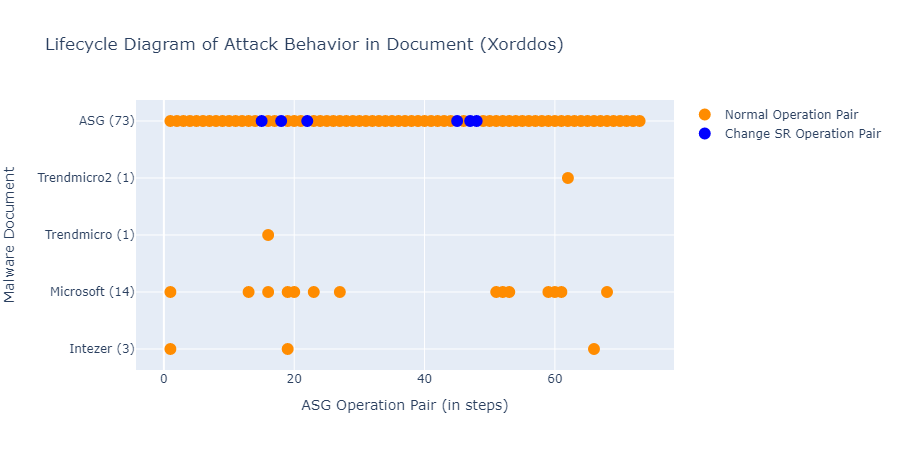 Lifecycle Diagram of Attack Behavior in Document (Xorddos)
Normal Operation Pair
Change SR Operation Pair
Malware Document
ASG (73)
Trendmicro2 (1)
Trendmicro (1)
Microsoft (14)
Intezer (3)
0 20 40 60
ASG Operation Pair (in steps)